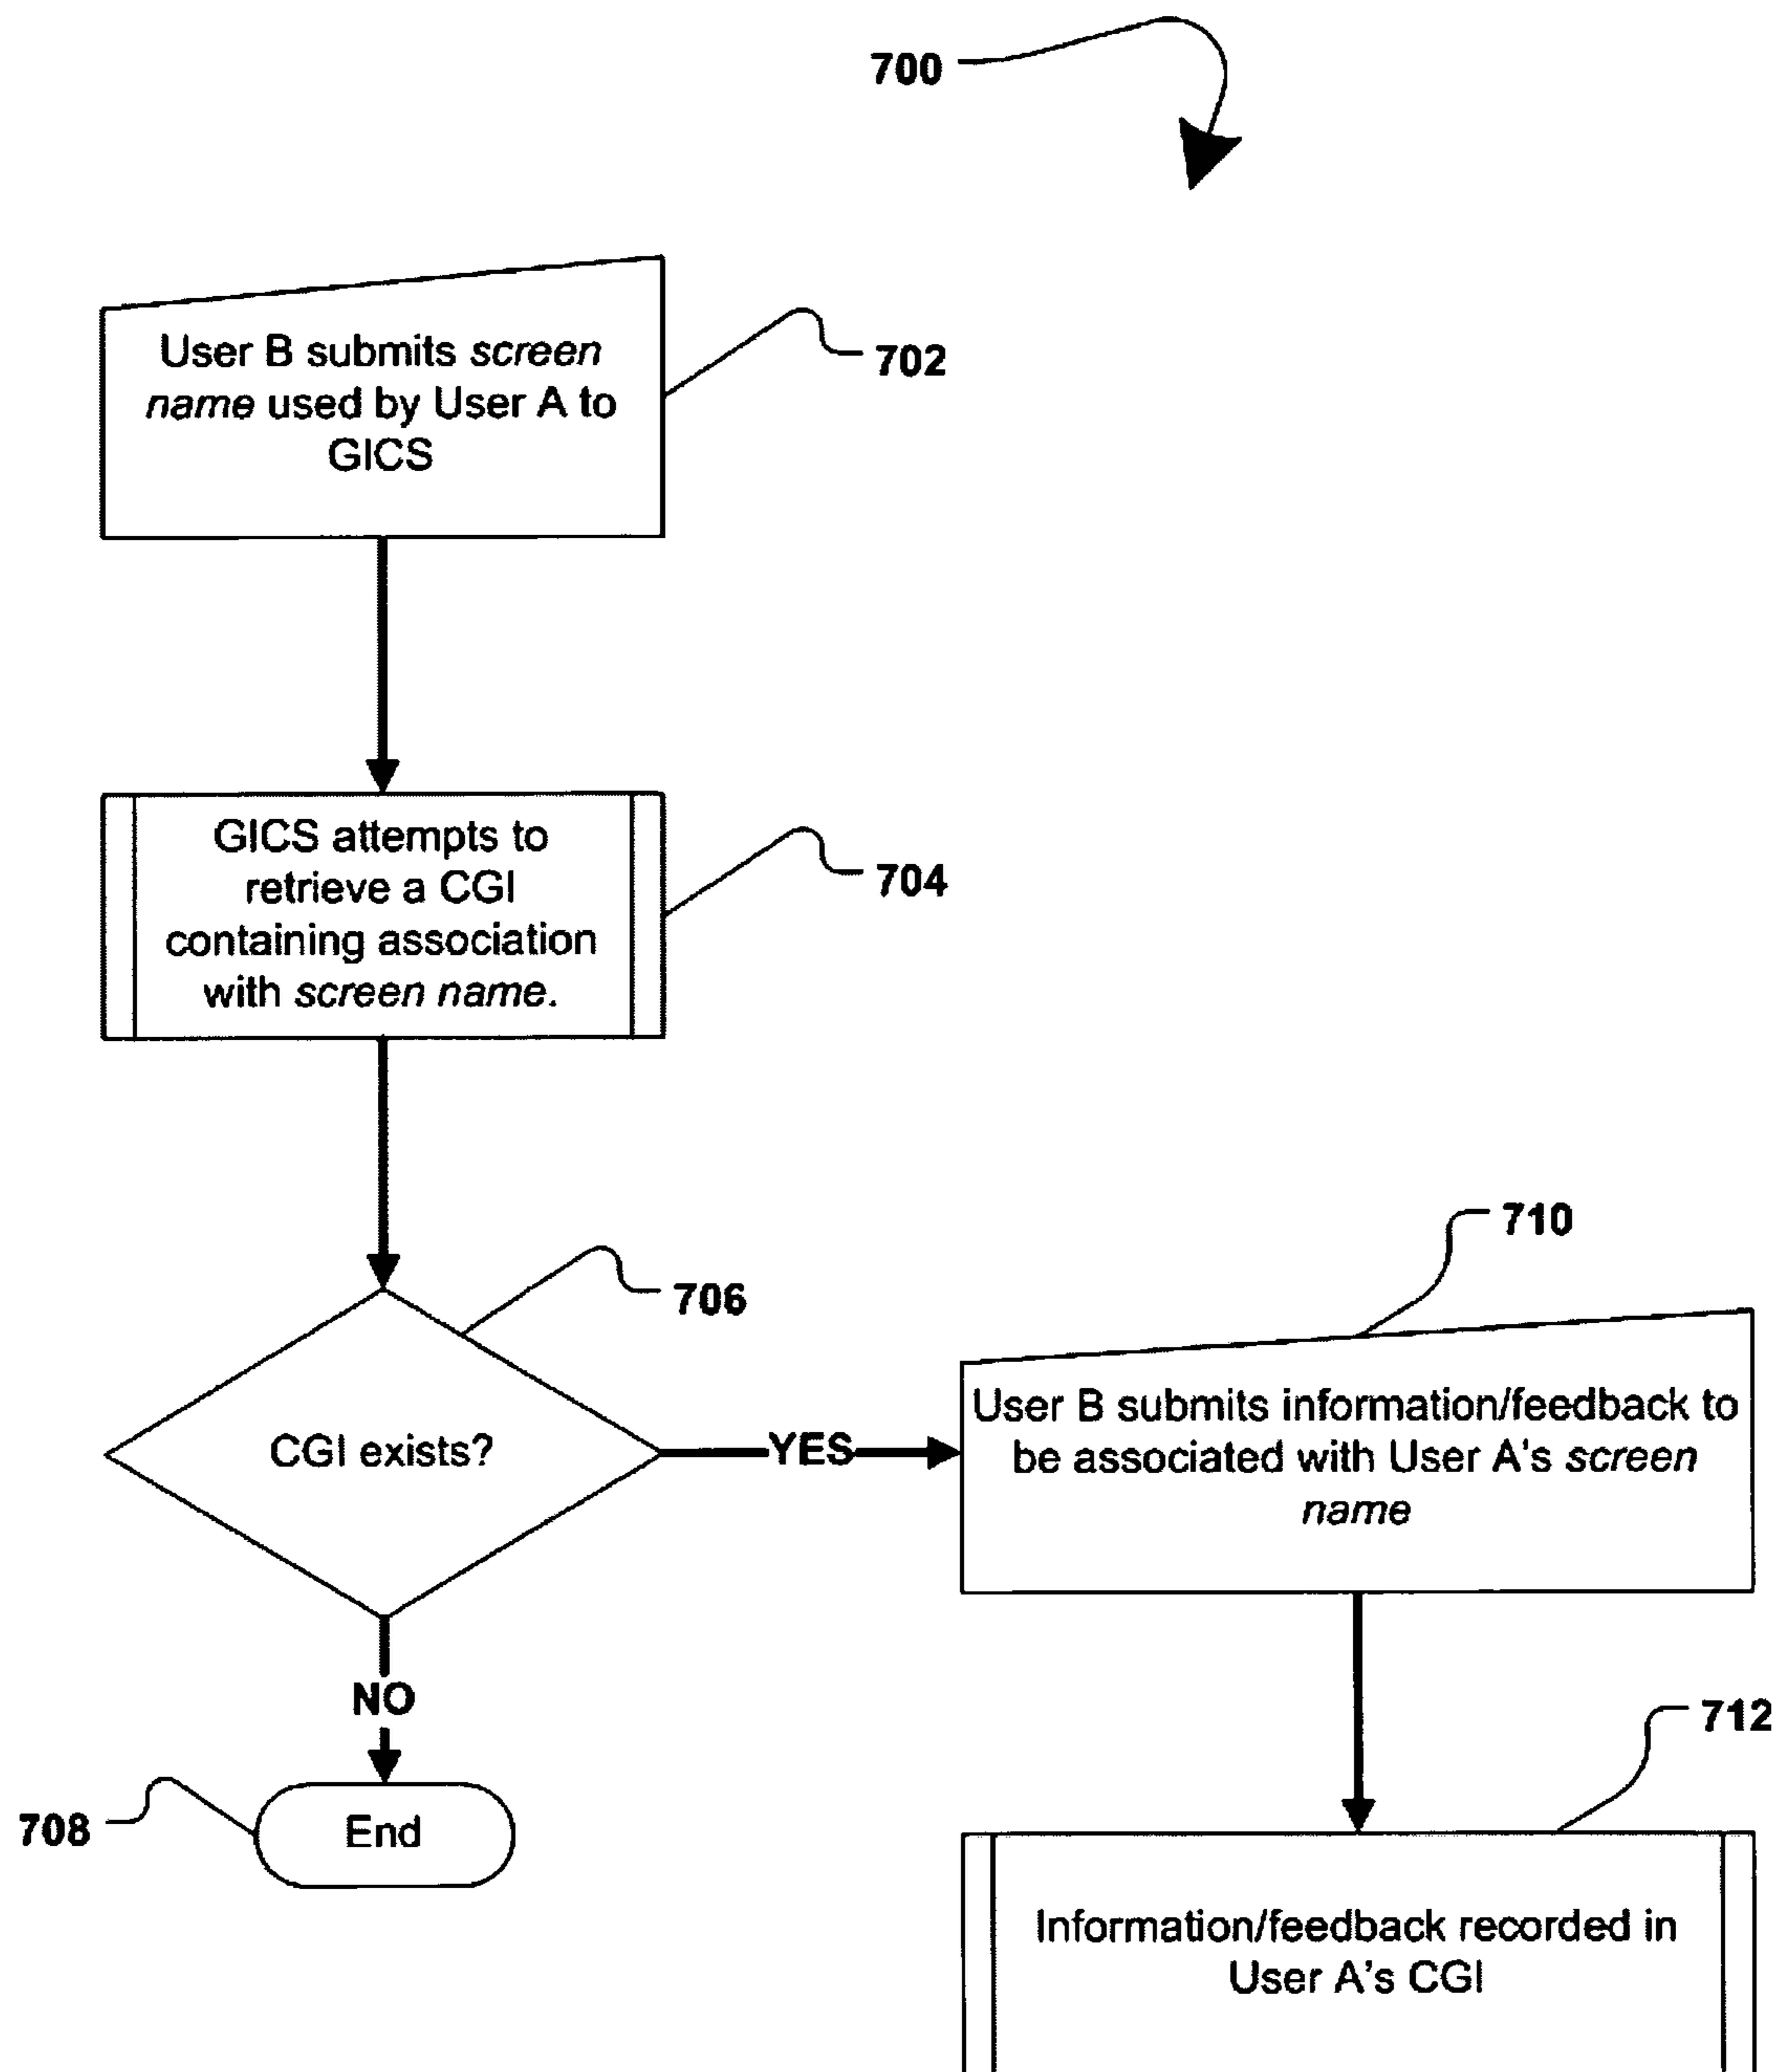 700
User B submits screen
name used by User A to
GICS
702
GICS attempts to
retrieve a CGI
containing association
with screen name.
704
706
CGI exists?
YES
710
User B submits information/feedback to
be associated with User A's screen
name
NO
712
708
End
Information/feedback recorded in
User A's CGI